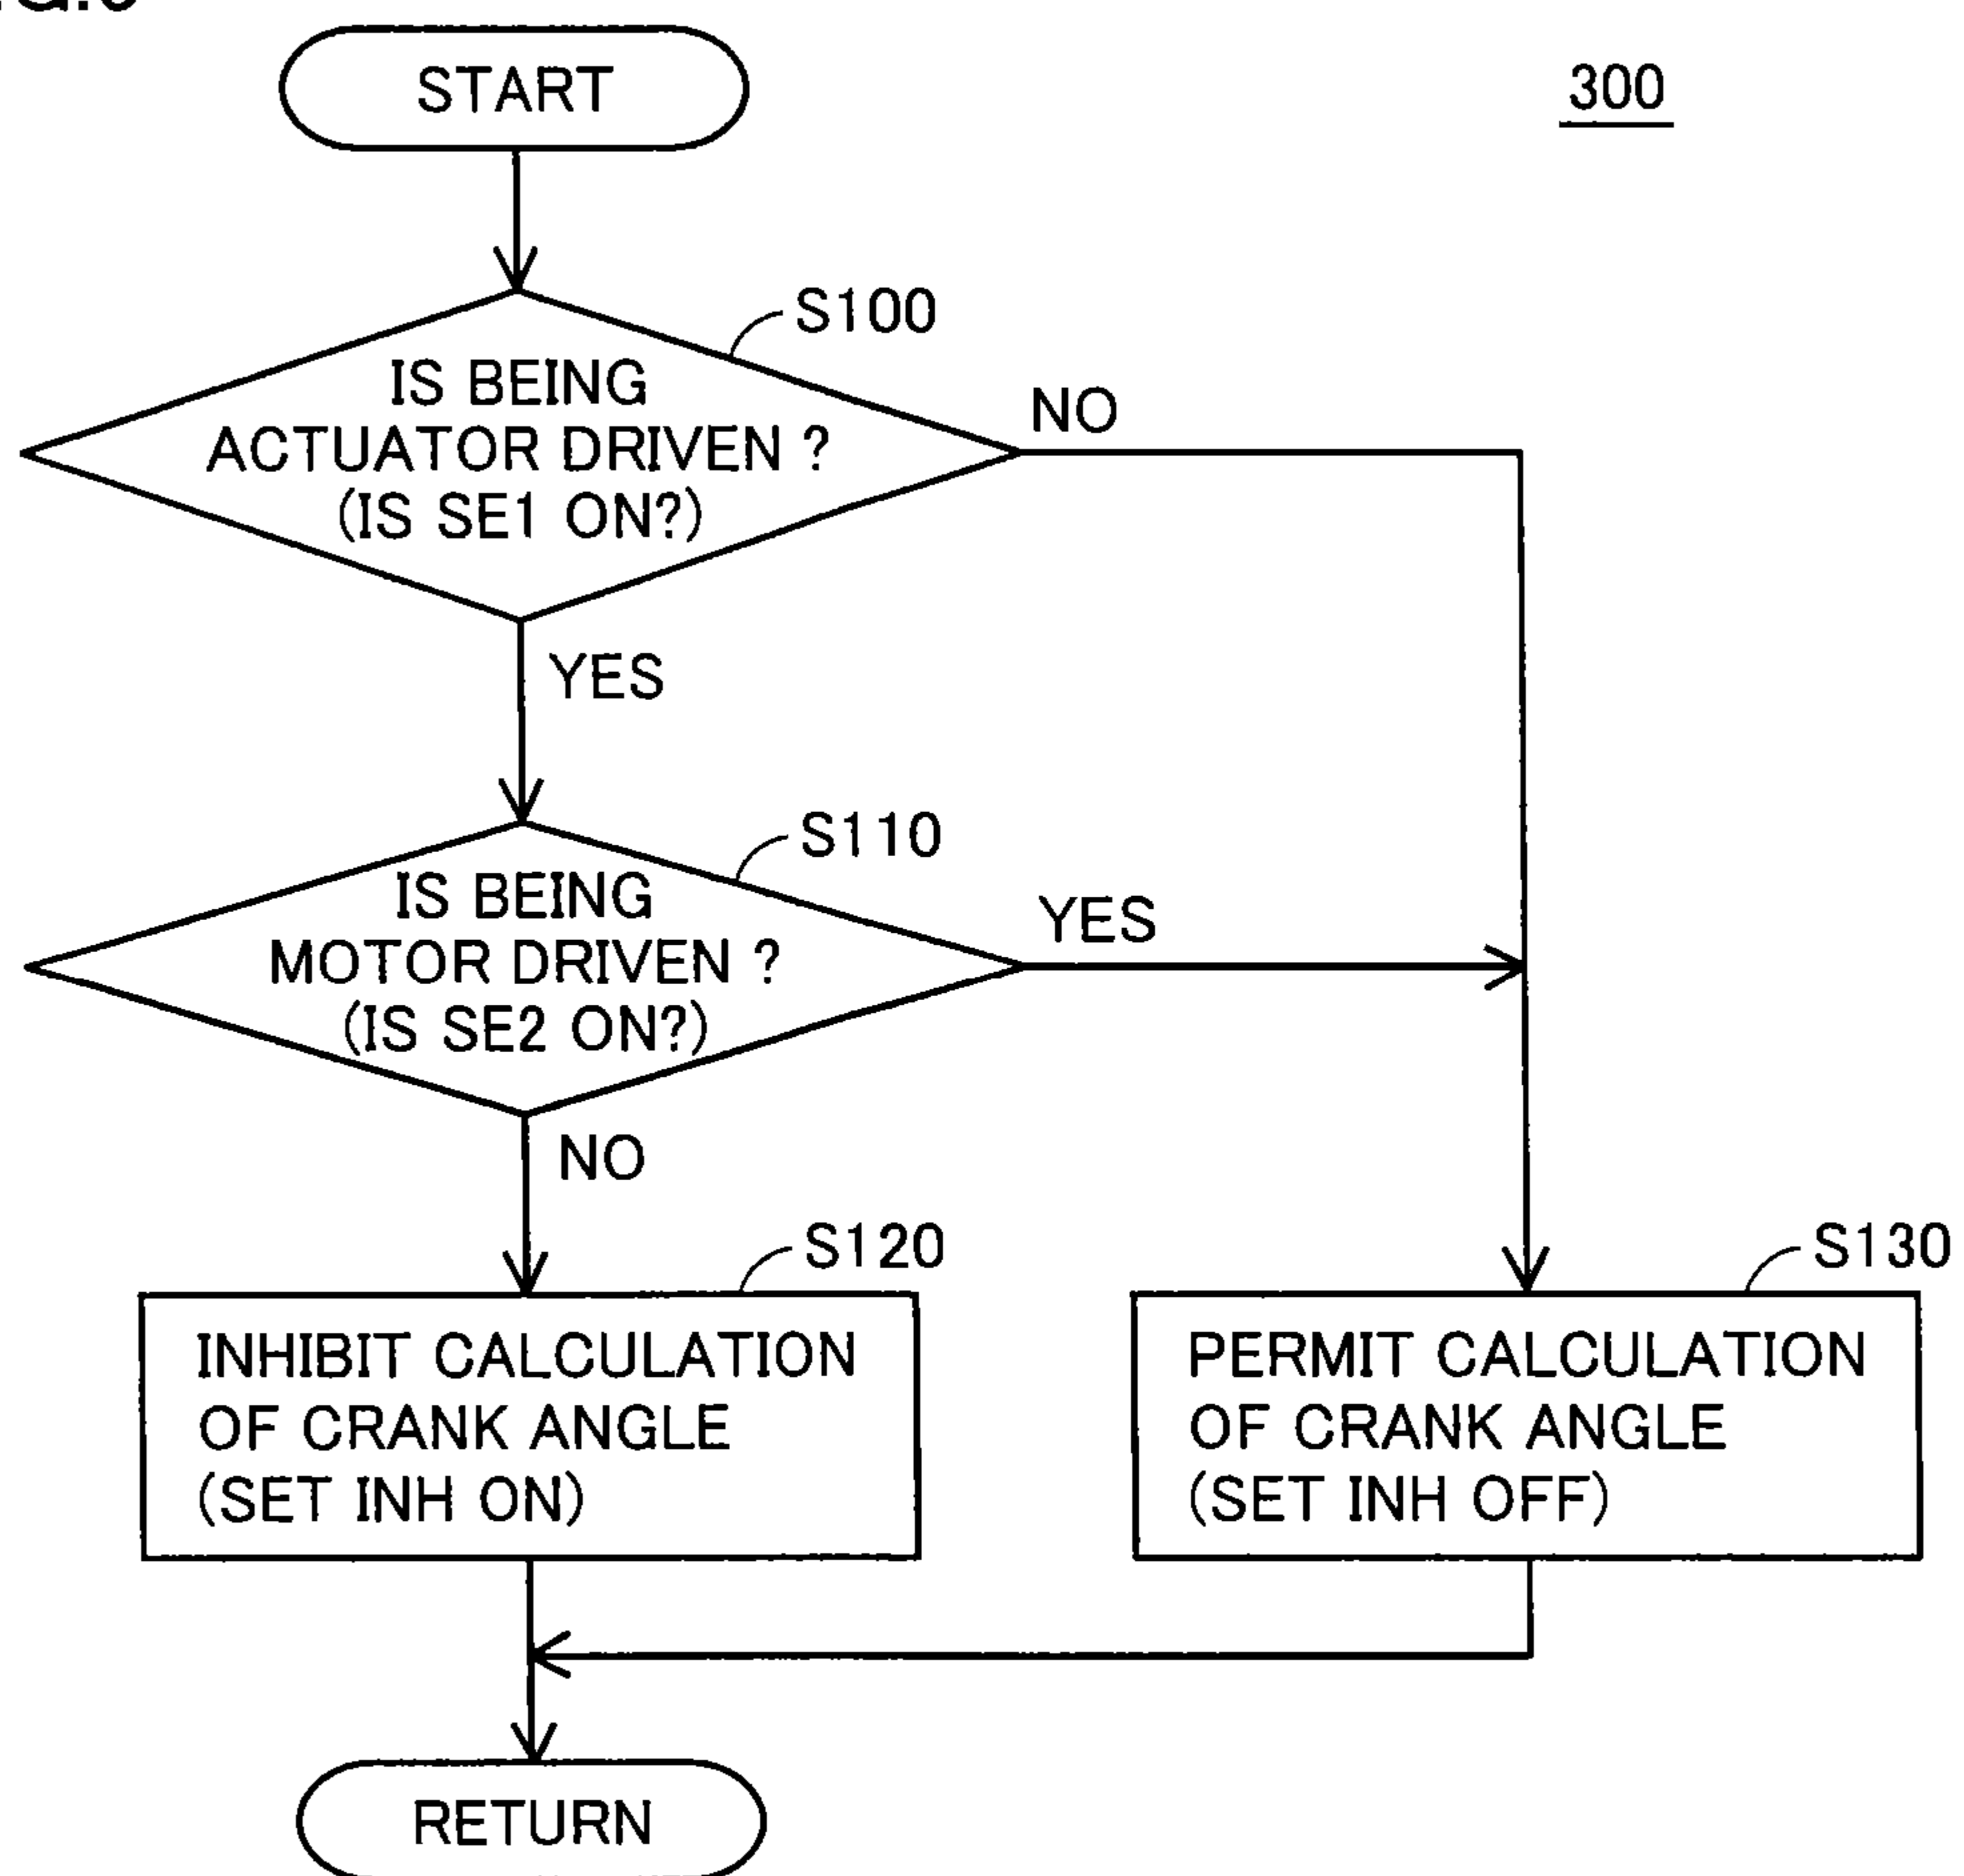 START
300
S100
IS BEING
ACTUATOR DRIVEN ?
(IS SE1 ON?)
NO
YES
S110
IS BEING
MOTOR DRIVEN ?
(IS SE2 ON?)
YES
NO
S120
INHIBIT CALCULATION
OF CRANK ANGLE
(SET INH ON)
S130
PERMIT CALCULATION
OF CRANK ANGLE
(SET INH OFF)
RETURN